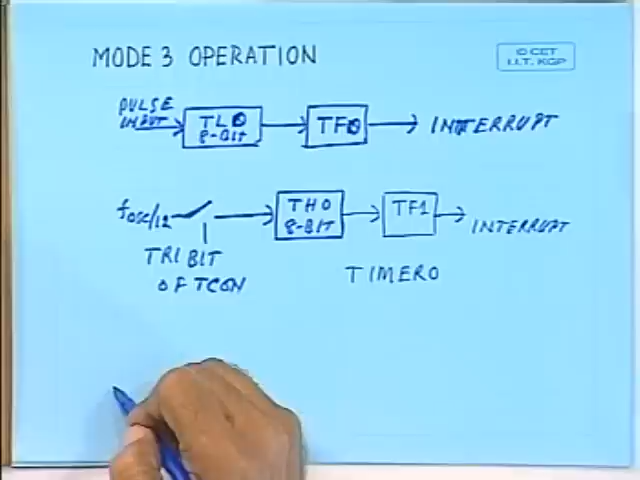 MODE 3 OPERATION
© CET
I.I.T. KGP
PULSE
INPUT
TL0
8-BIT
TF0
INTERRUPT
fosc/12
TH0
8-BIT
TF1
INTERRUPT
TR1 BIT
OF TCON
TIMER0